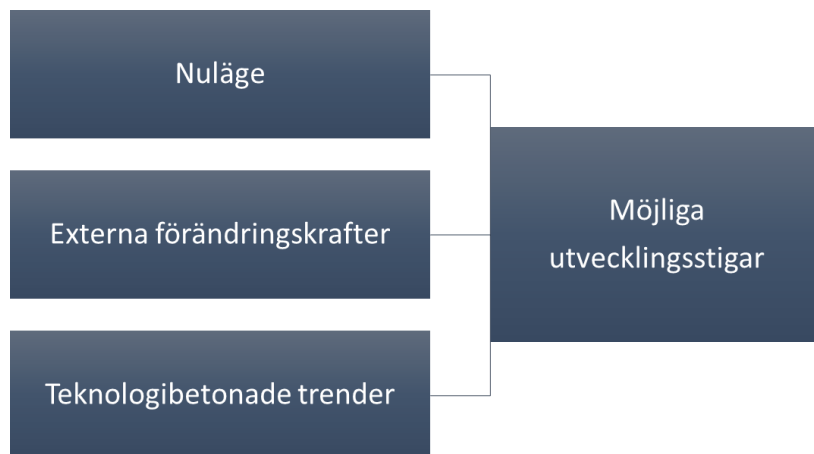 Nuläge
Externa förändringskrafter
Teknologibetonade trender
Möjliga
utvecklingsstigar